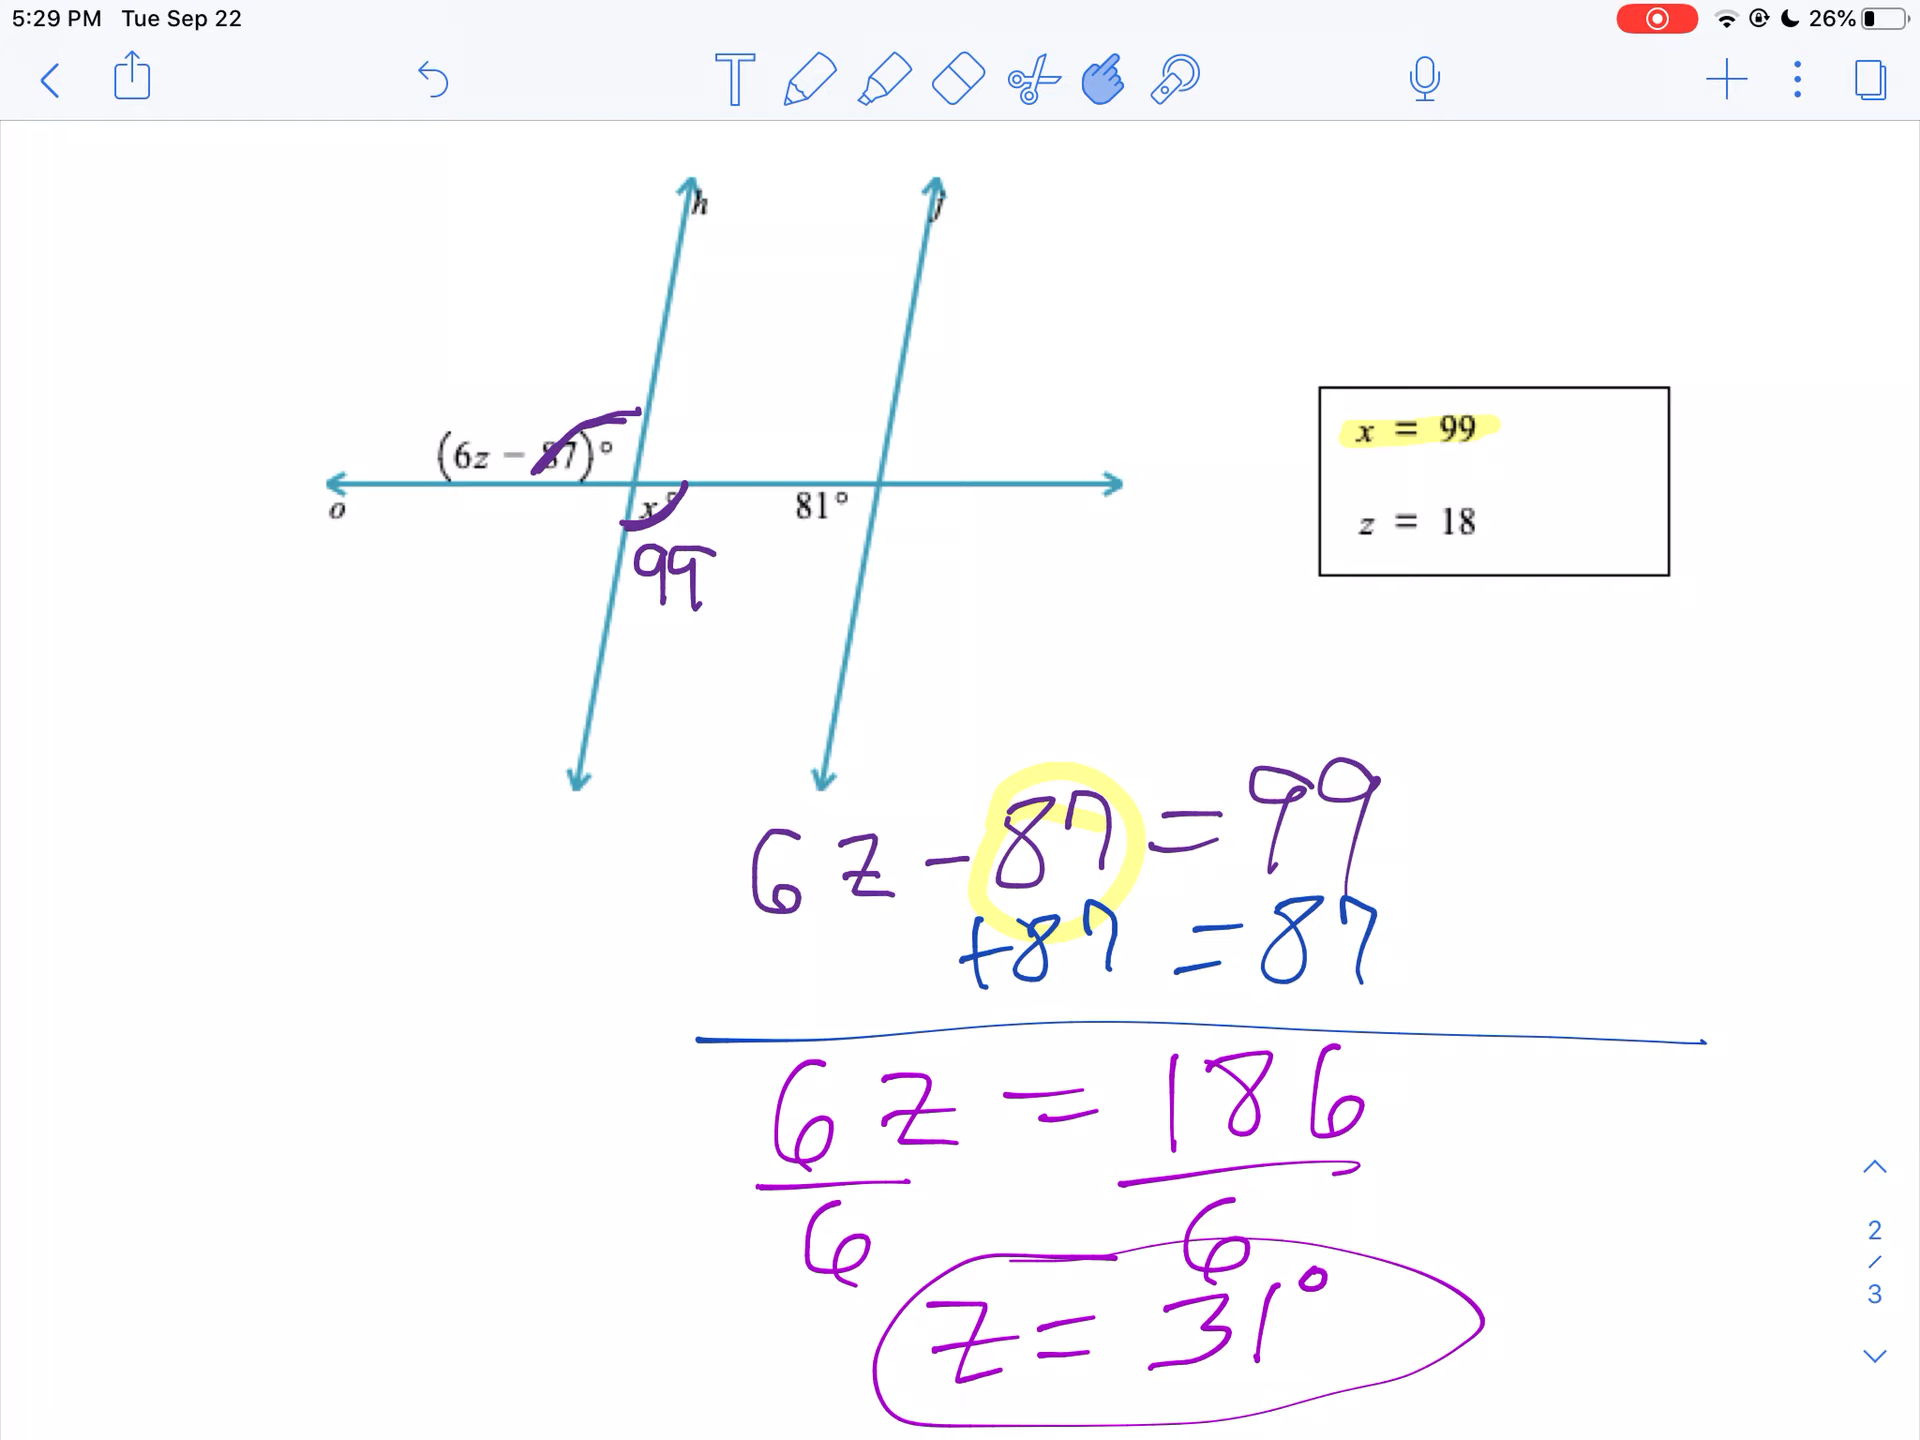 5:29 PM Tue Sep 22
26%
T
h
j
(6z − 87)°
o
x°
81°
99
x = 99
z = 18
6z - 87 = 99
+87 = 87
6z = 186
6 6
z = 31°
2
/
3